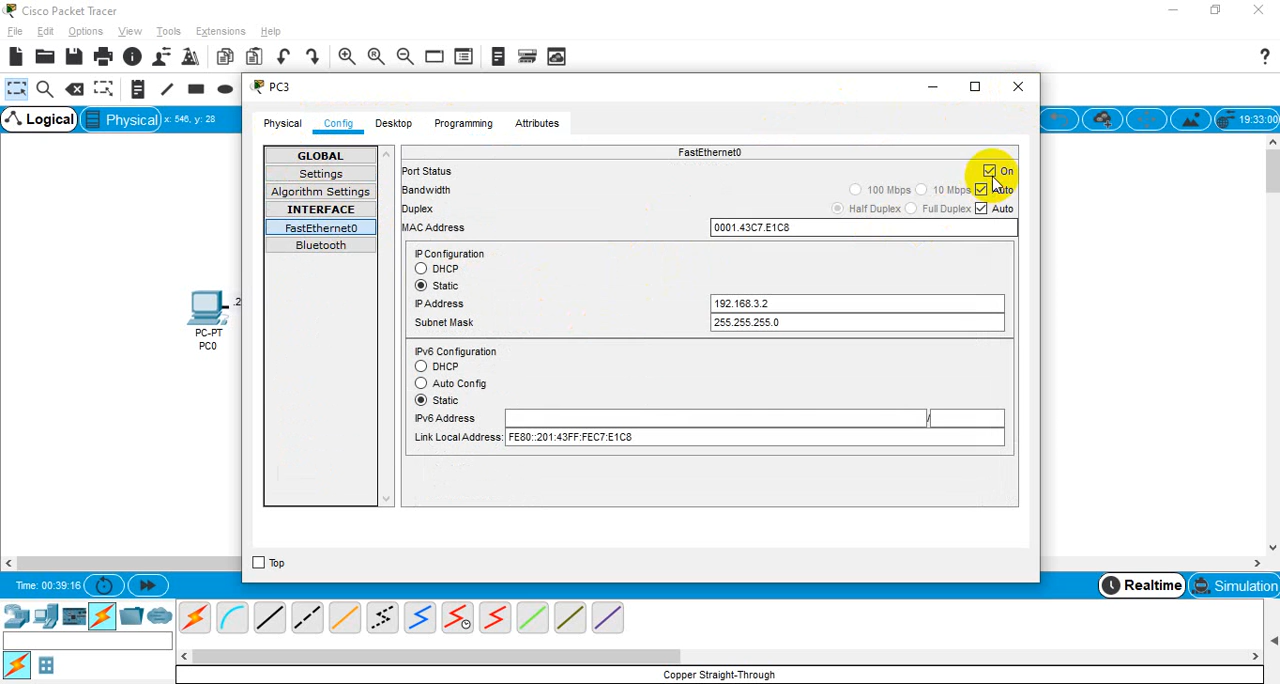 Cisco Packet Tracer
File Edit Options View Tools Extensions Help
?
Logical Physical x: 546, y: 28 19:33:00
PC3
Physical Config Desktop Programming Attributes
GLOBAL
Settings
Algorithm Settings
INTERFACE
FastEthernet0
Bluetooth
FastEthernet0
Port Status On
Bandwidth 100 Mbps 10 Mbps Auto
Duplex Half Duplex Full Duplex Auto
MAC Address 0001.43C7.E1C8
IP Configuration
DHCP
Static
IP Address 192.168.3.2
Subnet Mask 255.255.255.0
IPv6 Configuration
DHCP
Auto Config
Static
IPv6 Address /
Link Local Address: FE80::201:43FF:FEC7:E1C8
Top
.2
PC-PT
PC0
Time: 00:39:16 Realtime Simulation
Copper Straight-Through